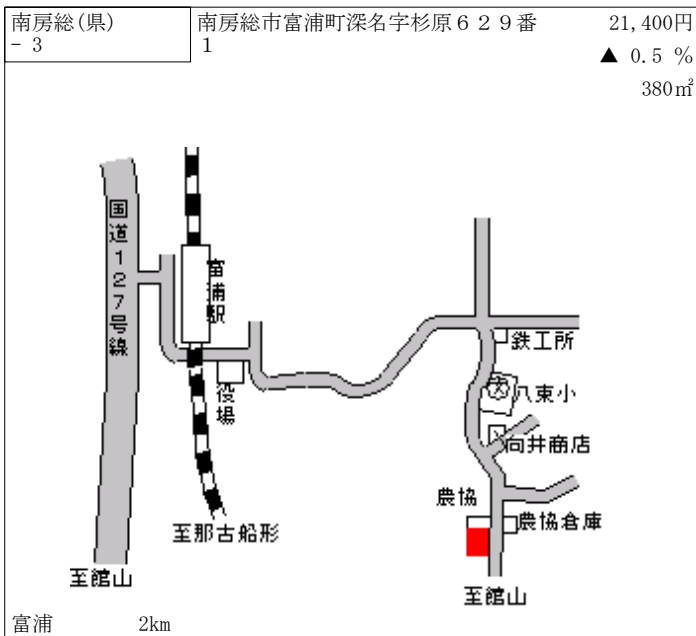 南房総(県)
- 3
南房総市富浦町深名字杉原６２９番
1
21,400円
▲ 0.5 %
380㎡
国道127号線
富浦駅
役場
至那古船形
至館山
鉄工所
文
八束小
向井商店
農協
農協倉庫
至館山
富浦 2km